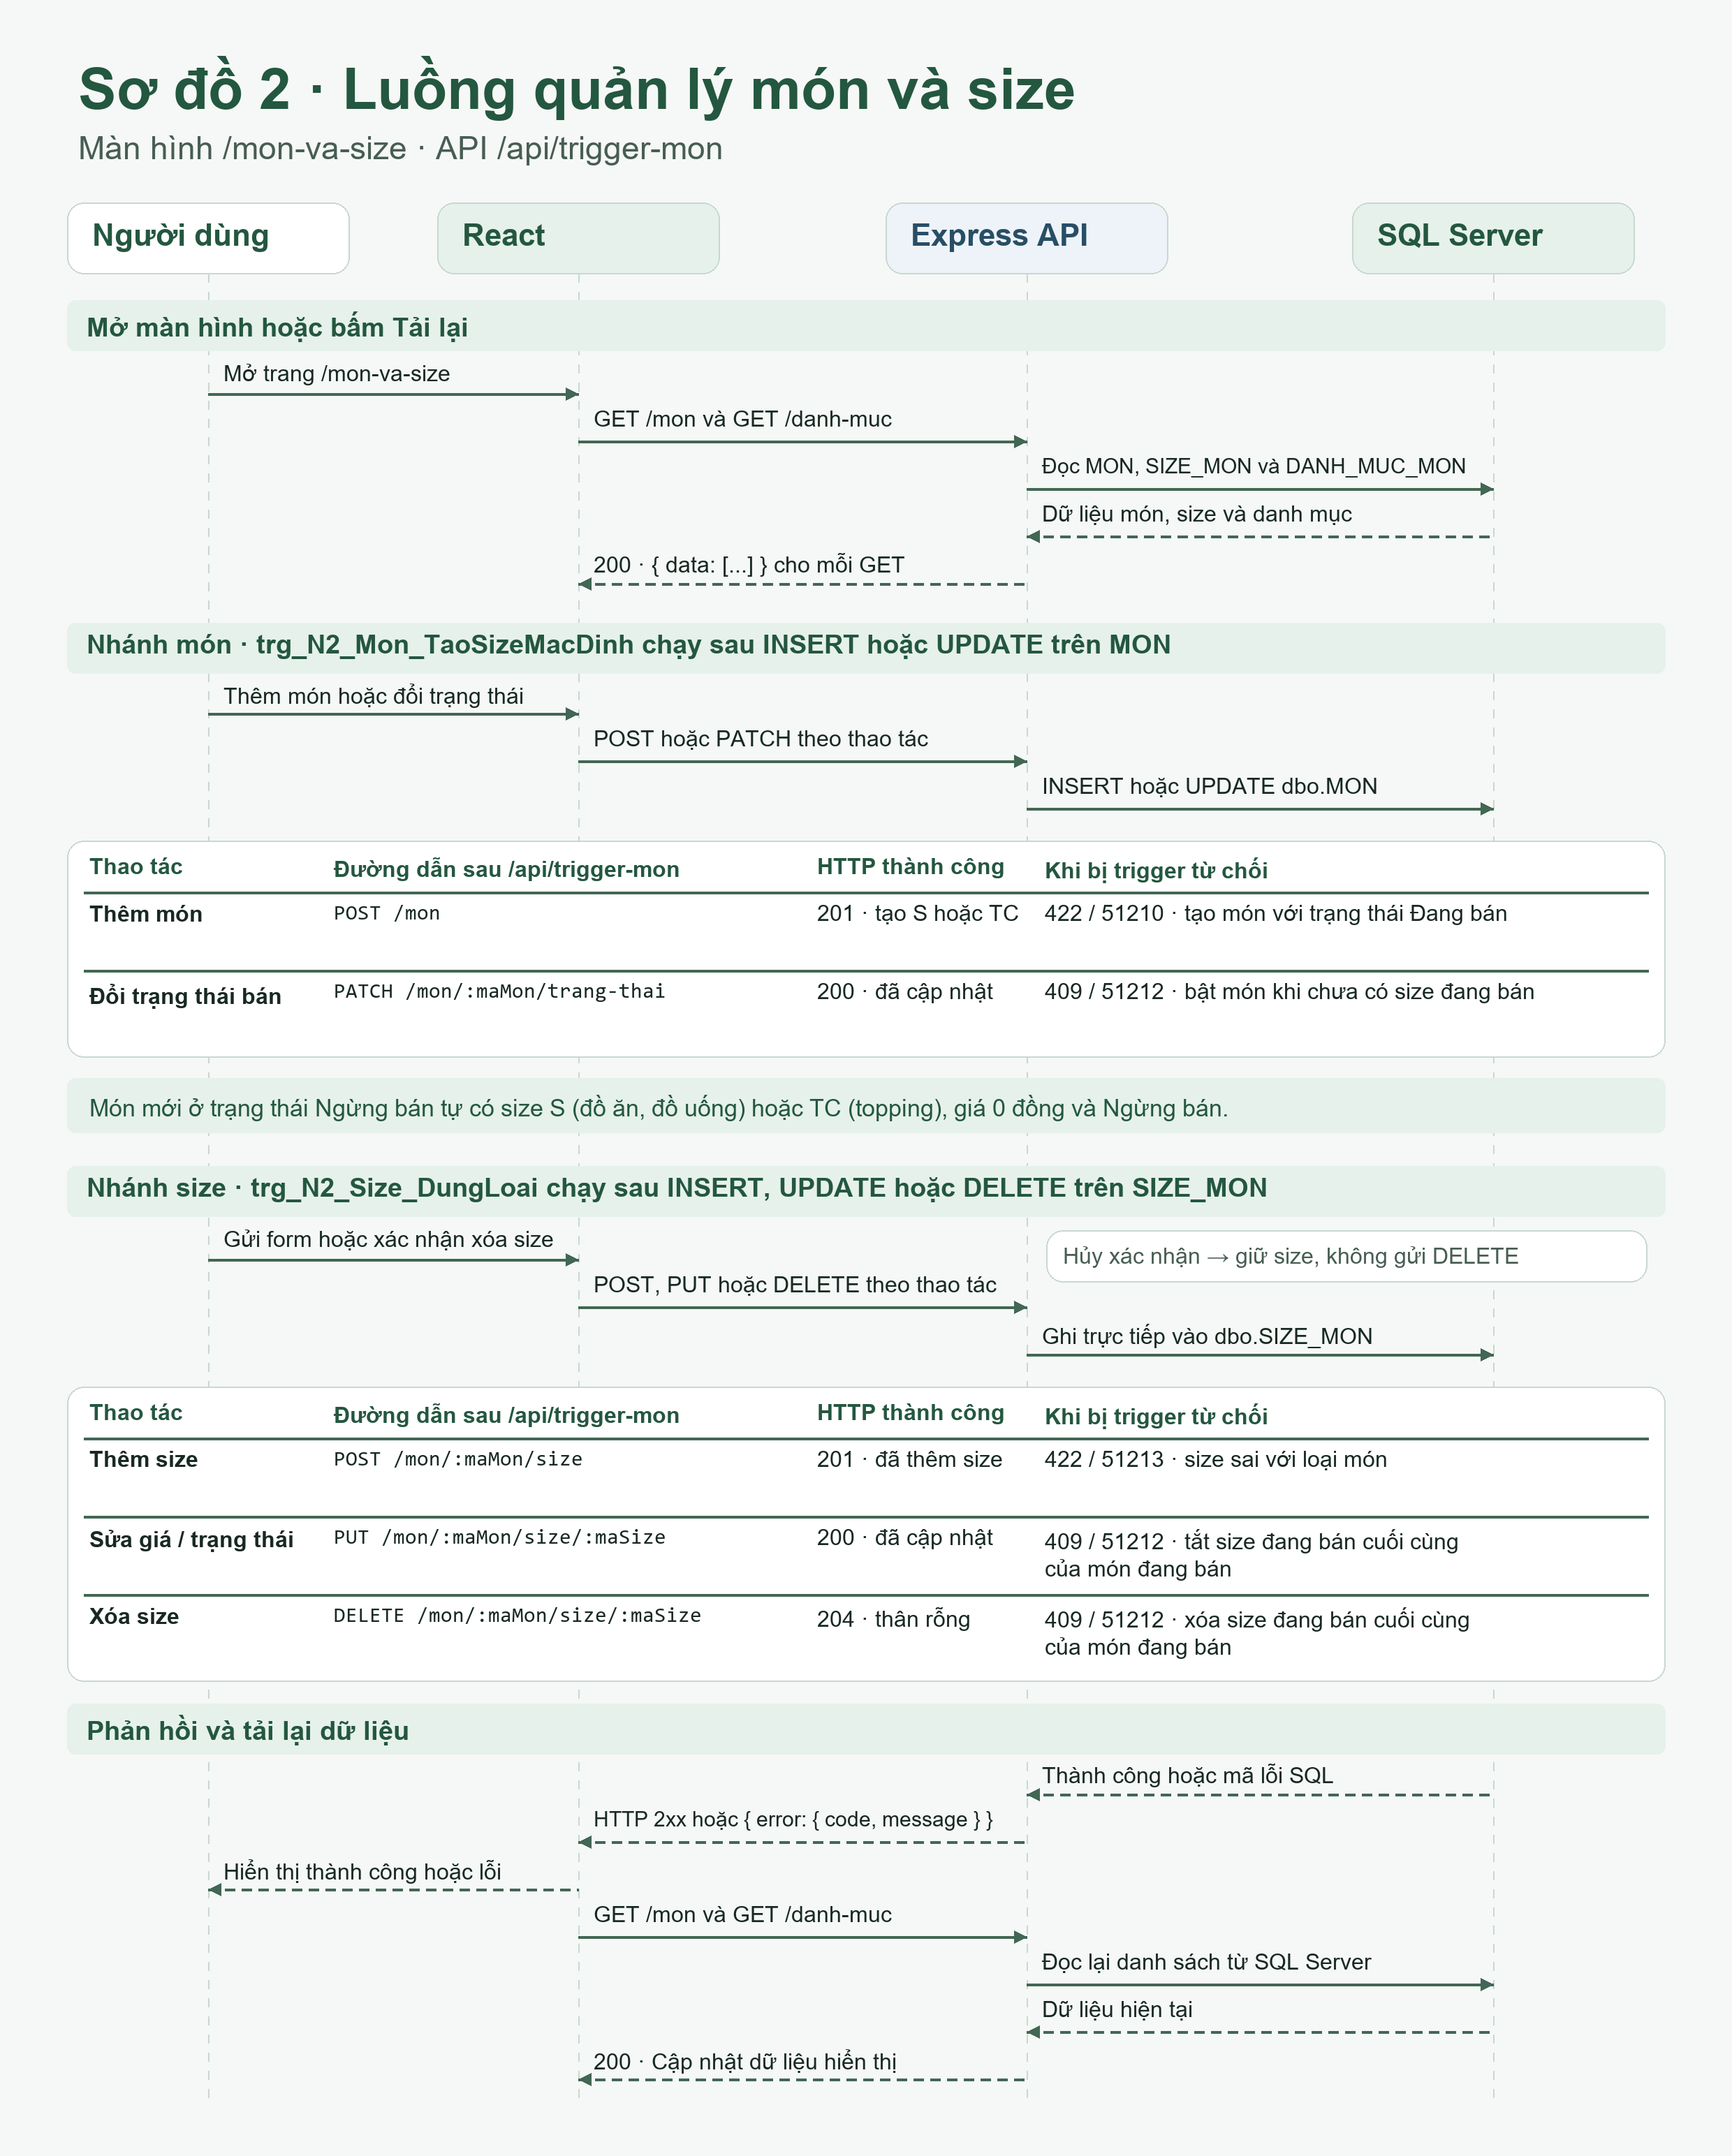 Sơ đồ 2 · Luồng quản lý món và size
Màn hình /mon-va-size · API /api/trigger-mon
Người dùng
React
Express API
SQL Server
Mở màn hình hoặc bấm Tải lại
Mở trang /mon-va-size
GET /mon và GET /danh-muc
Đọc MON, SIZE_MON và DANH_MUC_MON
Dữ liệu món, size và danh mục
200 · { data: [...] } cho mỗi GET
Nhánh món · trg_N2_Mon_TaoSizeMacDinh chạy sau INSERT hoặc UPDATE trên MON
Thêm món hoặc đổi trạng thái
POST hoặc PATCH theo thao tác
INSERT hoặc UPDATE dbo.MON
Thao tác
Đường dẫn sau /api/trigger-mon
HTTP thành công
Khi bị trigger từ chối
Thêm món
POST /mon
201 · tạo S hoặc TC
422 / 51210 · tạo món với trạng thái Đang bán
Đổi trạng thái bán
PATCH /mon/:maMon/trang-thai
200 · đã cập nhật
409 / 51212 · bật món khi chưa có size đang bán
Món mới ở trạng thái Ngừng bán tự có size S (đồ ăn, đồ uống) hoặc TC (topping), giá 0 đồng và Ngừng bán.
Nhánh size · trg_N2_Size_DungLoai chạy sau INSERT, UPDATE hoặc DELETE trên SIZE_MON
Gửi form hoặc xác nhận xóa size
Hủy xác nhận → giữ size, không gửi DELETE
POST, PUT hoặc DELETE theo thao tác
Ghi trực tiếp vào dbo.SIZE_MON
Thao tác
Đường dẫn sau /api/trigger-mon
HTTP thành công
Khi bị trigger từ chối
Thêm size
POST /mon/:maMon/size
201 · đã thêm size
422 / 51213 · size sai với loại món
Sửa giá / trạng thái
PUT /mon/:maMon/size/:maSize
200 · đã cập nhật
409 / 51212 · tắt size đang bán cuối cùng
của món đang bán
Xóa size
DELETE /mon/:maMon/size/:maSize
204 · thân rỗng
409 / 51212 · xóa size đang bán cuối cùng
của món đang bán
Phản hồi và tải lại dữ liệu
Thành công hoặc mã lỗi SQL
HTTP 2xx hoặc { error: { code, message } }
Hiển thị thành công hoặc lỗi
GET /mon và GET /danh-muc
Đọc lại danh sách từ SQL Server
Dữ liệu hiện tại
200 · Cập nhật dữ liệu hiển thị